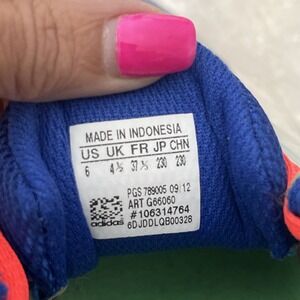 MADE IN INDONESIA
US UK FR JP CHN
6 4½ 37⅓ 230 230
PGS 789005 09/12
ART G66060
#106314764
adidas 6DJDDLQB00328